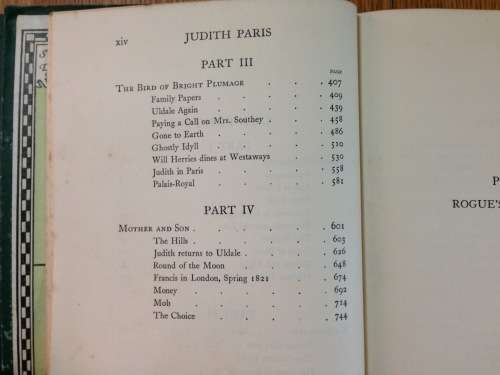 xiv JUDITH PARIS
PART III
PAGE
THE BIRD OF BRIGHT PLUMAGE . . . 407
Family Papers . . . . . 409
Uldale Again . . . . . 439
Paying a Call on Mrs. Southey . . . 458
Gone to Earth . . . . . 486
Ghostly Idyll . . . . . 510
Will Herries dines at Westaways . . 530
Judith in Paris . . . . . 558
Palais-Royal . . . . . 581
PART IV
MOTHER AND SON . . . . . 601
The Hills . . . . . 603
Judith returns to Uldale . . . . 626
Round of the Moon . . . . 648
Francis in London, Spring 1821 . . . 674
Money . . . . . 692
Mob . . . . . 714
The Choice . . . . . 744
P
ROGUE'S